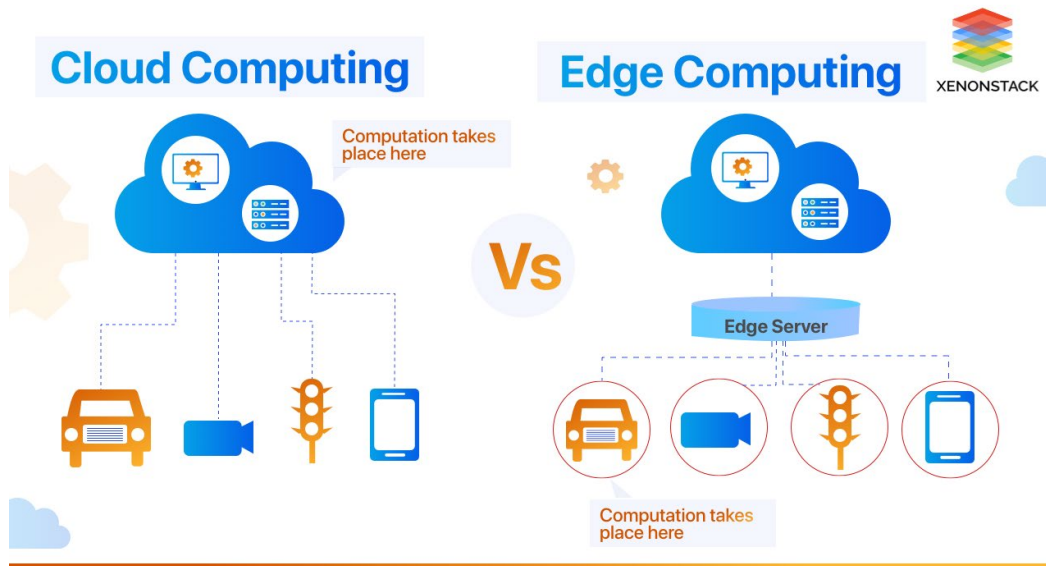 Cloud Computing
Computation takes
place here
Vs
Edge Computing
XENONSTACK
Edge Server
Computation takes
place here